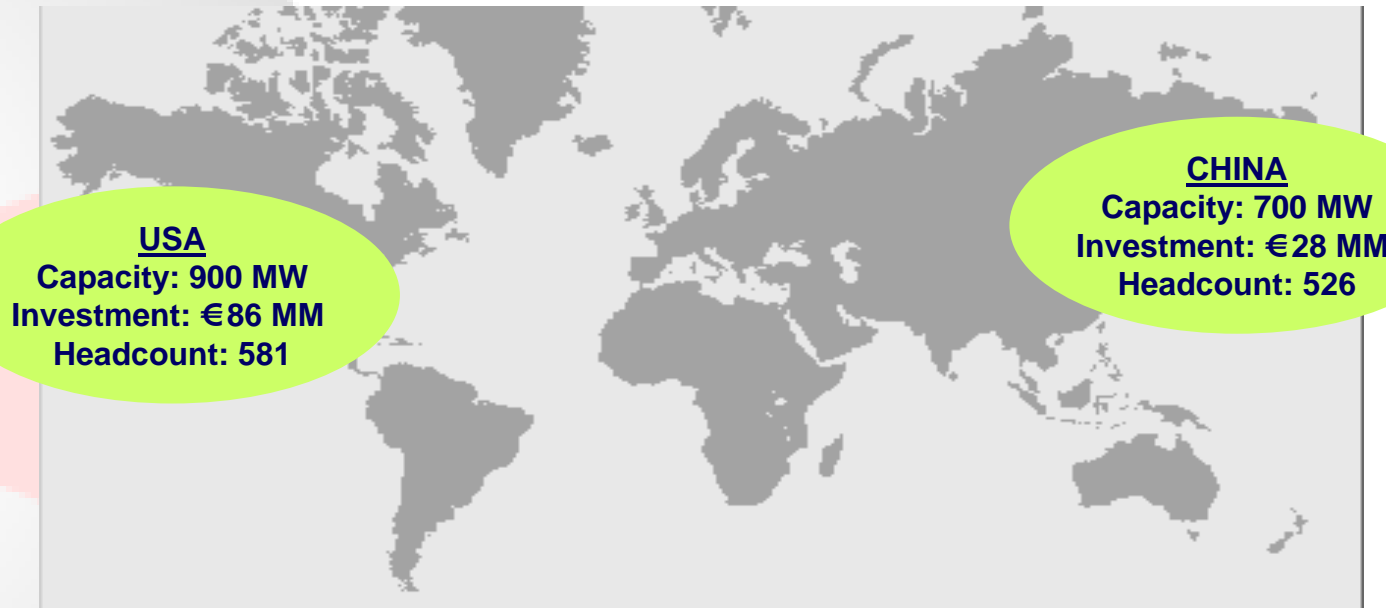 USA
Capacity: 900 MW
Investment: €86 MM
Headcount: 581
CHINA
Capacity: 700 MW
Investment: €28 MM
Headcount: 526